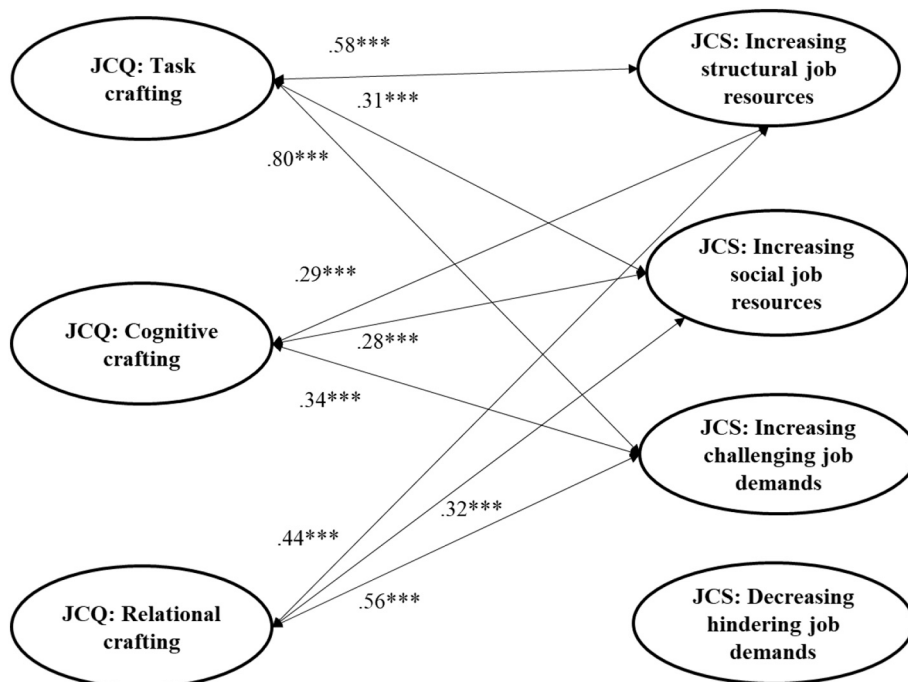 JCQ: Task
crafting
.58***
.31***
.80***
JCS: Increasing
structural job
resources
JCS: Increasing
social job
resources
JCQ: Cognitive
crafting
.29***
.28***
.34***
JCS: Increasing
challenging job
demands
JCQ: Relational
crafting
.44***
.32***
.56***
JCS: Decreasing
hindering job
demands